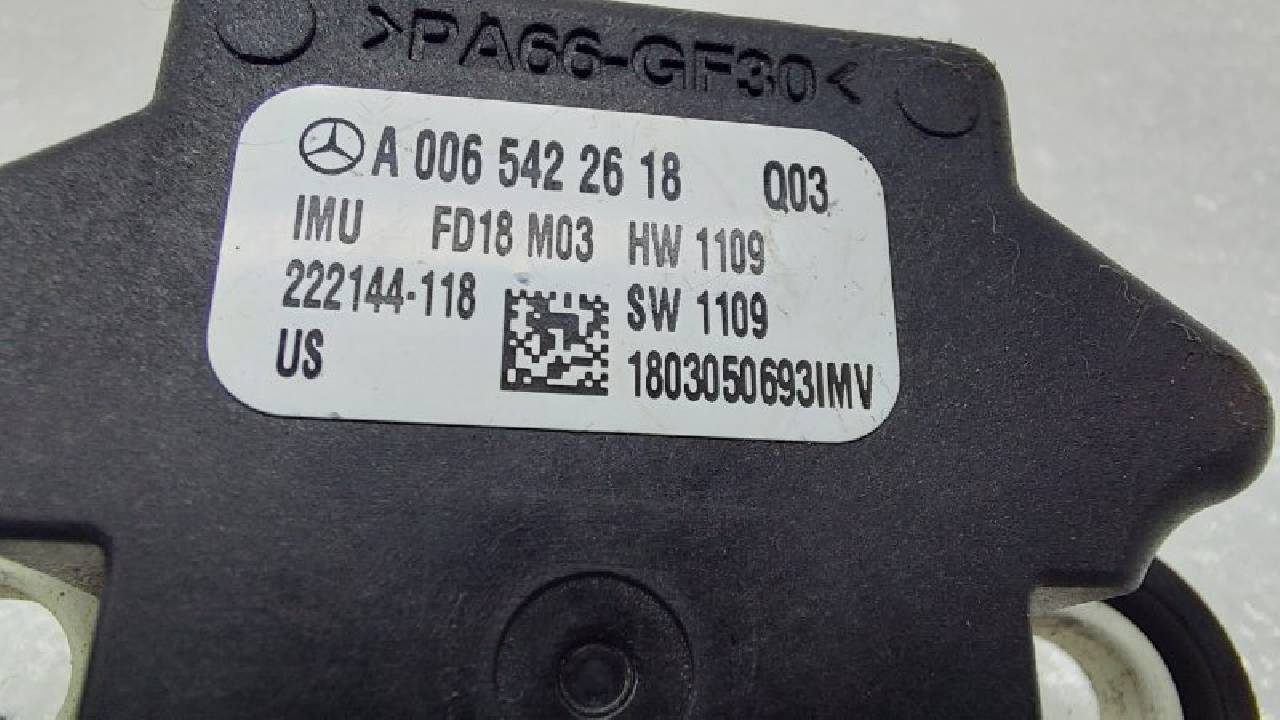 >PA66-GF30<
A 006 542 26 18 Q03
IMU FD18 M03 HW 1109
222144-118 SW 1109
US 1803050693IMV